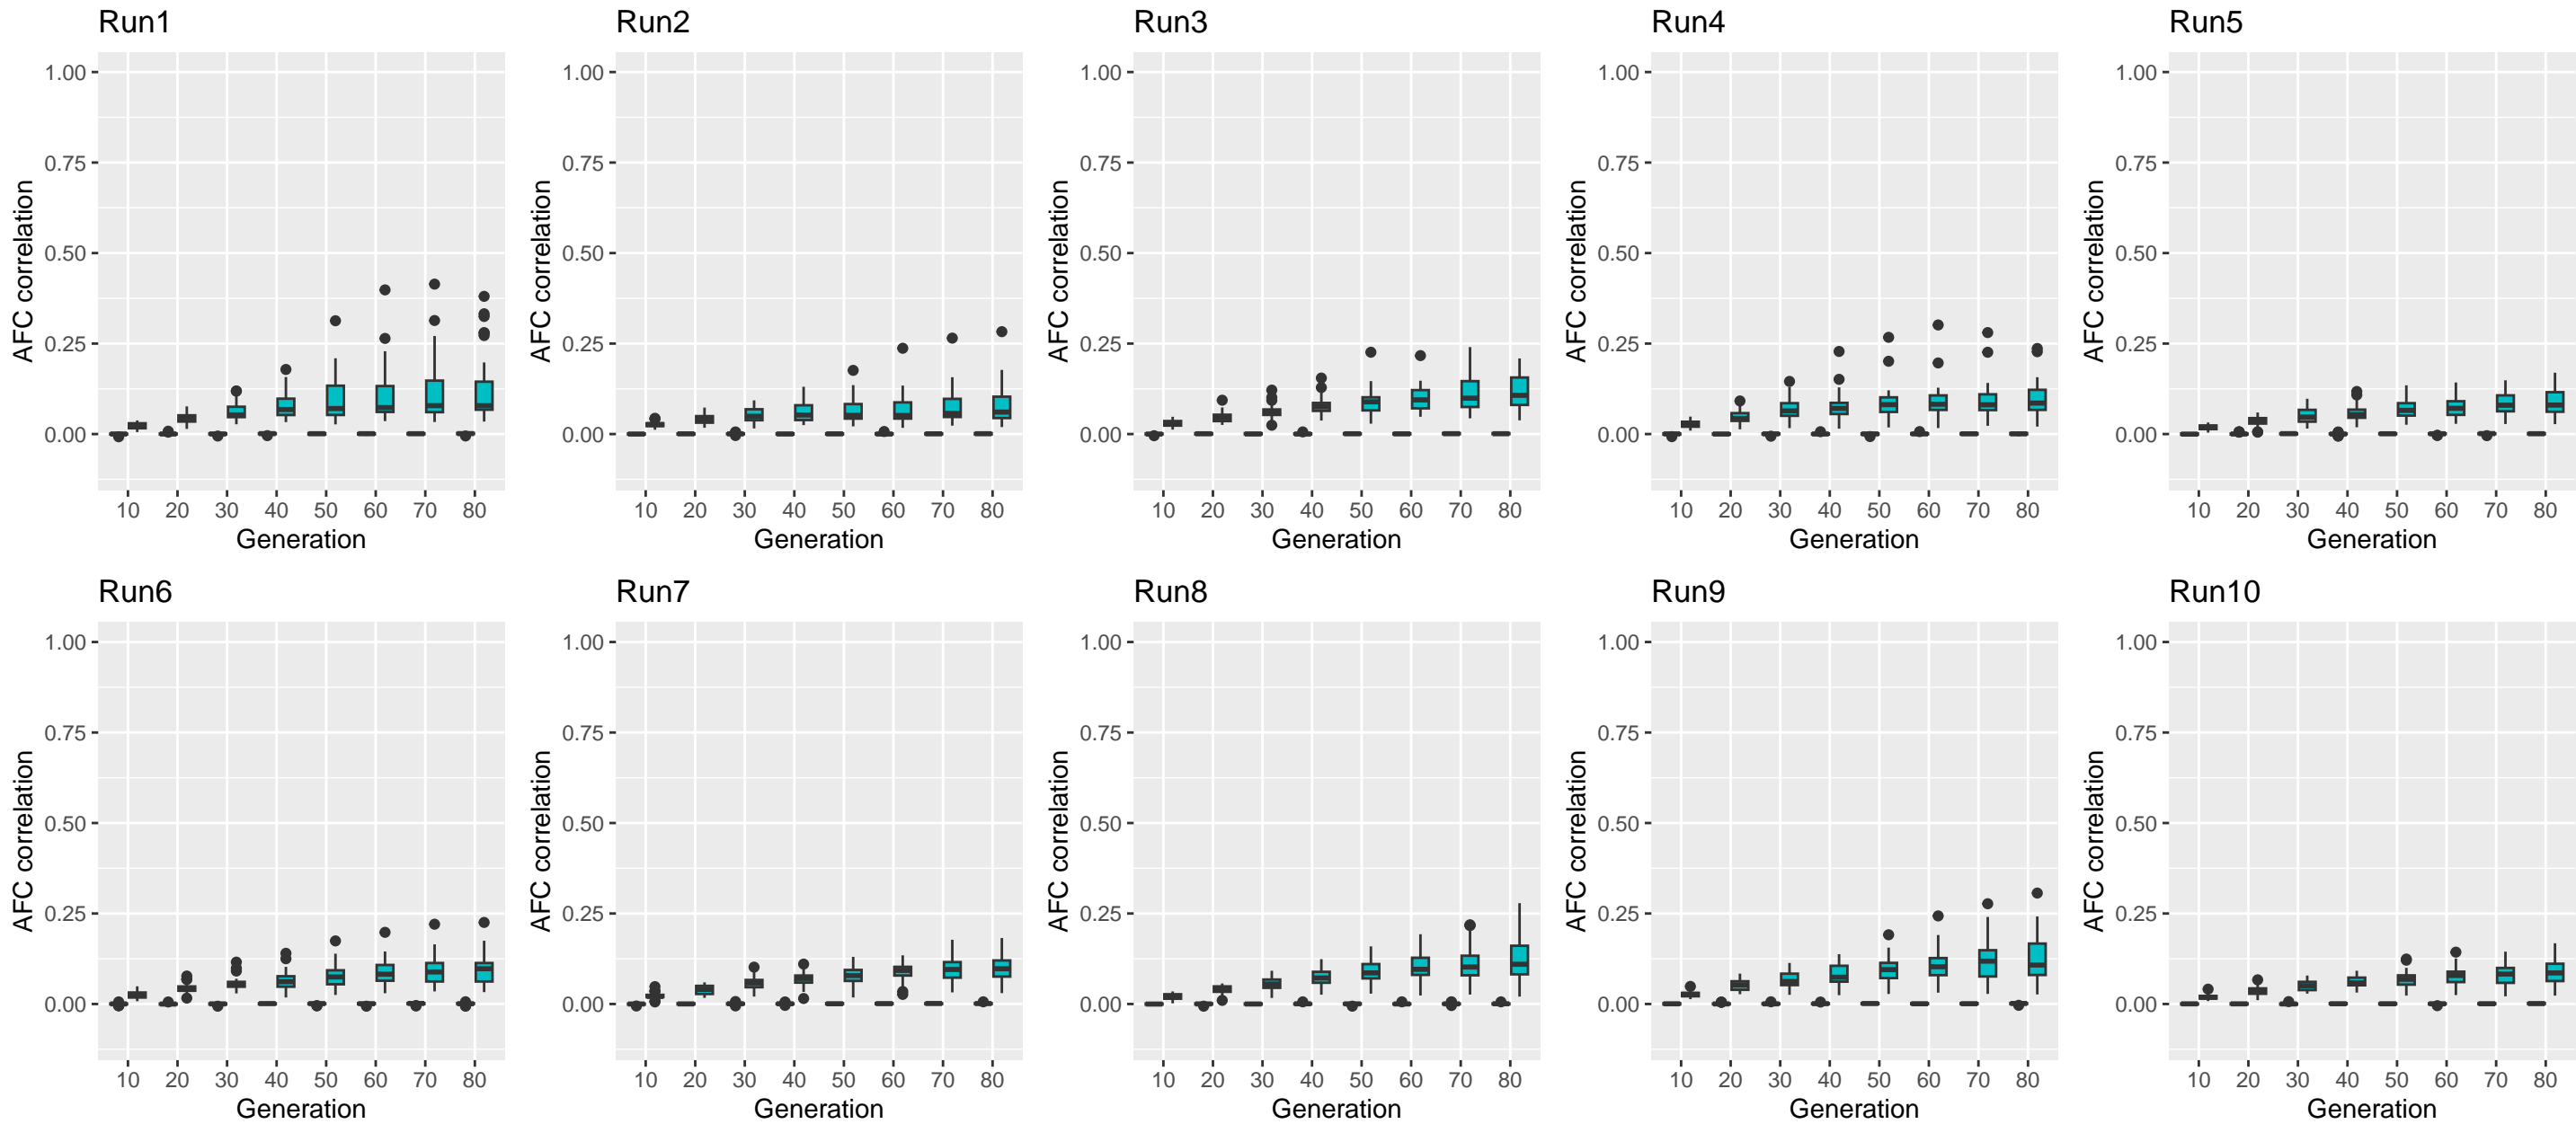 Run1 Run2 Run3 Run4 Run5
1.00 1.00 1.00 1.00 1.00
0.75 0.75 0.75 0.75 0.75
AFC correlation AFC correlation AFC correlation AFC correlation AFC correlation
0.50 0.50 0.50 0.50 0.50
0.25 0.25 0.25 0.25 0.25
0.00 0.00 0.00 0.00 0.00
10 20 30 40 50 60 70 80 10 20 30 40 50 60 70 80 10 20 30 40 50 60 70 80 10 20 30 40 50 60 70 80 10 20 30 40 50 60 70 80
Generation Generation Generation Generation Generation
Run6 Run7 Run8 Run9 Run10
1.00 1.00 1.00 1.00 1.00
0.75 0.75 0.75 0.75 0.75
AFC correlation AFC correlation AFC correlation AFC correlation AFC correlation
0.50 0.50 0.50 0.50 0.50
0.25 0.25 0.25 0.25 0.25
0.00 0.00 0.00 0.00 0.00
10 20 30 40 50 60 70 80 10 20 30 40 50 60 70 80 10 20 30 40 50 60 70 80 10 20 30 40 50 60 70 80 10 20 30 40 50 60 70 80
Generation Generation Generation Generation Generation